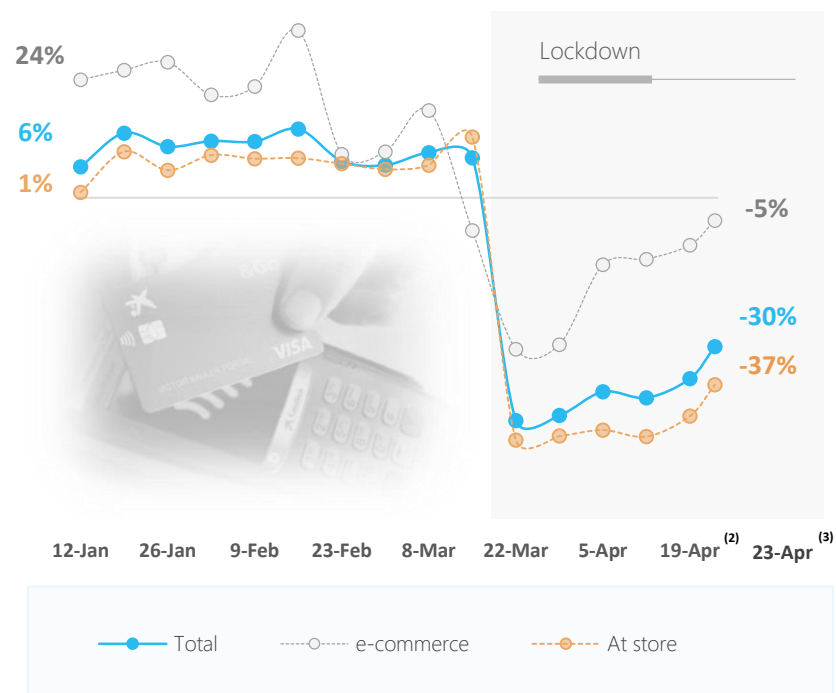 Lockdown
24%
6%
1%
-5%
-30%
-37%
VISA
12-Jan 26-Jan 9-Feb 23-Feb 8-Mar 22-Mar 5-Apr 19-Apr (2) 23-Apr (3)
Total e-commerce At store